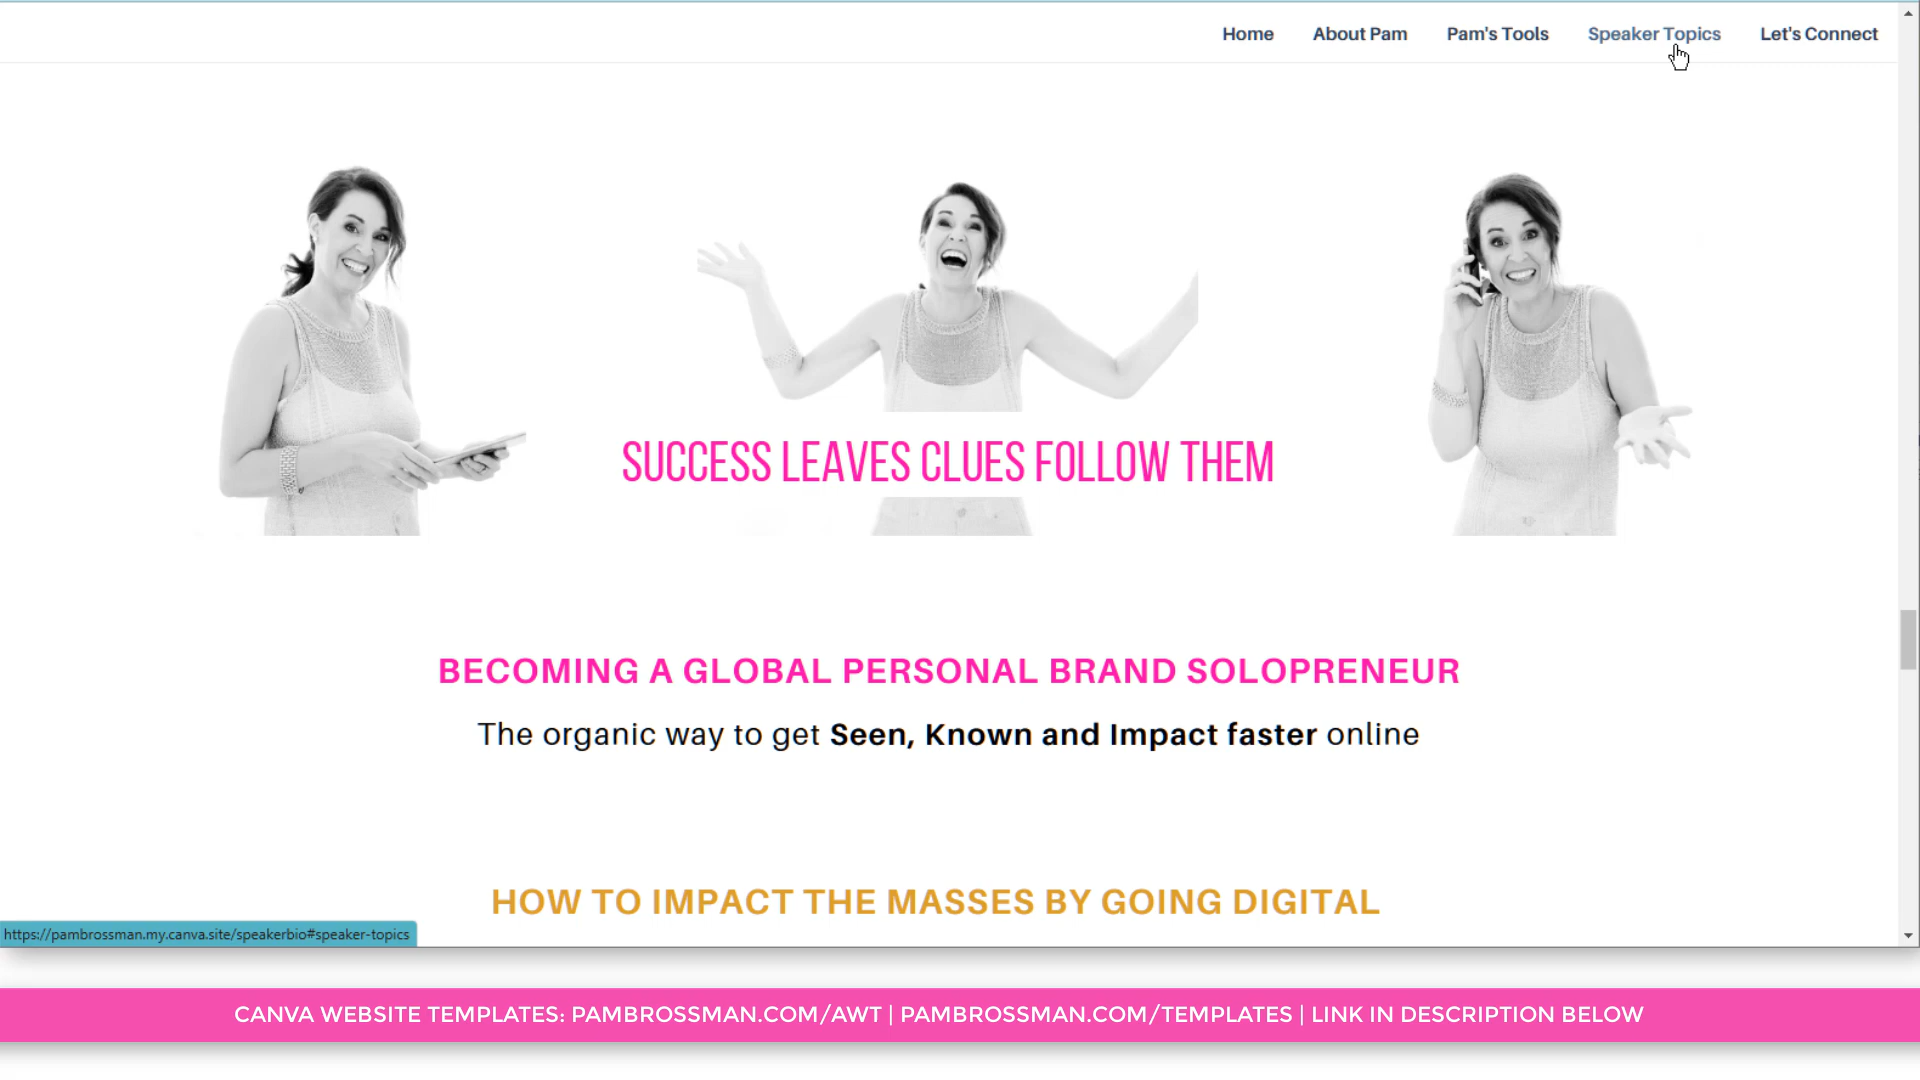 Home About Pam Pam's Tools Speaker Topics Let's Connect
SUCCESS LEAVES CLUES FOLLOW THEM
BECOMING A GLOBAL PERSONAL BRAND SOLOPRENEUR
The organic way to get Seen, Known and Impact faster online
HOW TO IMPACT THE MASSES BY GOING DIGITAL
https://pambrossman.my.canva.site/speakerbio#speaker-topics
CANVA WEBSITE TEMPLATES: PAMBROSSMAN.COM/AWT | PAMBROSSMAN.COM/TEMPLATES | LINK IN DESCRIPTION BELOW